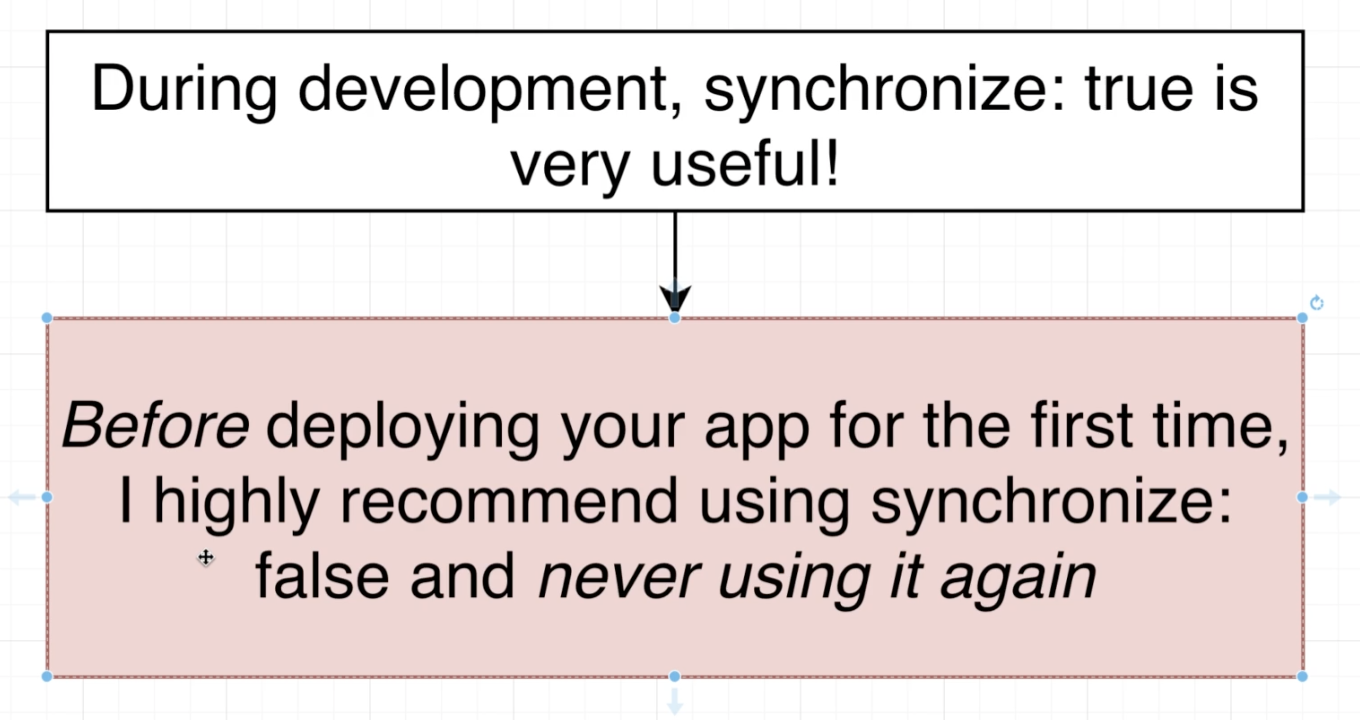 During development, synchronize: true is
very useful!
Before deploying your app for the first time,
I highly recommend using synchronize:
false and never using it again